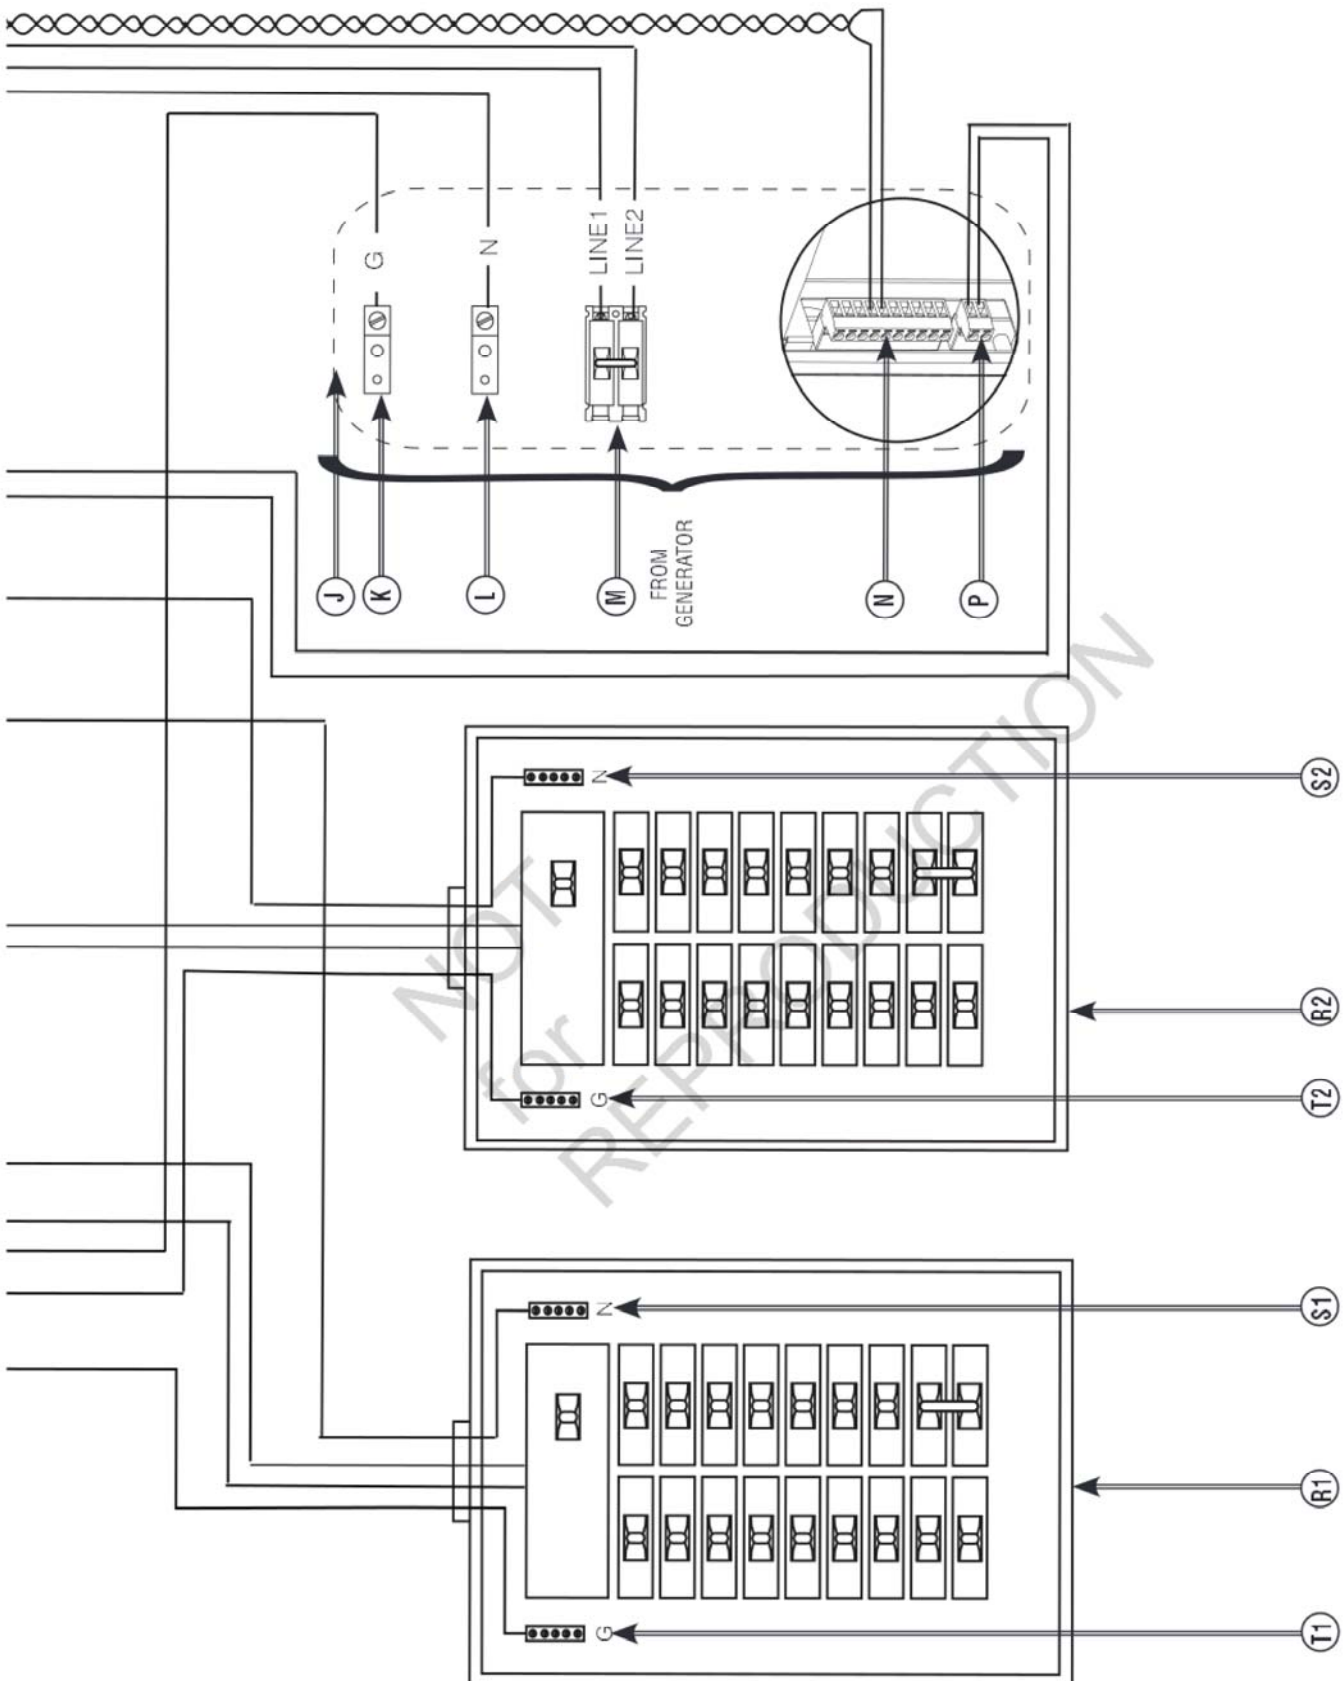 G
N
LINE1
LINE2
J
K
L
M
FROM
GENERATOR
N
P
N
S2
R2
G
T2
N
S1
R1
G
T1
NOT
for
REPRODUCTION